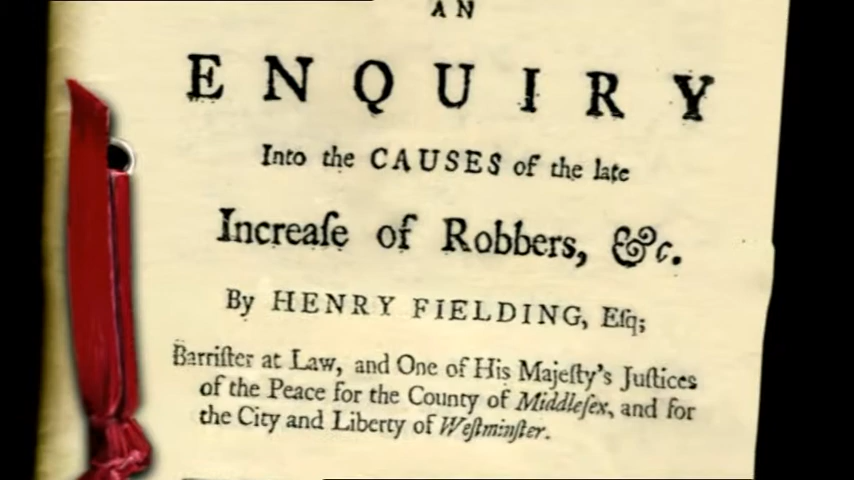 AN
ENQUIRY
Into the CAUSES of the late
Increaſe of Robbers, &c.
By HENRY FIELDING, Eſq;
Barriſter at Law, and One of His Majeſty's Juſtices
of the Peace for the County of Middleſex, and for
the City and Liberty of Weſtminſter.